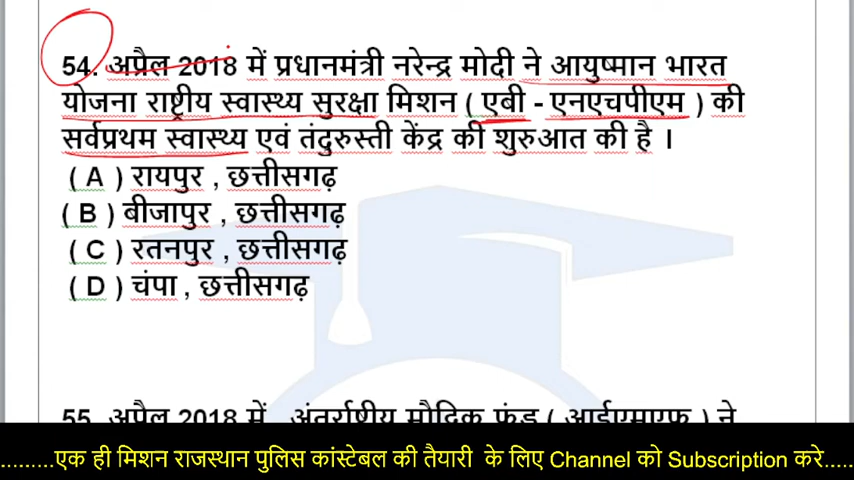 54. अप्रैल 2018 में प्रधानमंत्री नरेन्द्र मोदी ने आयुष्मान भारत
योजना राष्ट्रीय स्वास्थ्य सुरक्षा मिशन ( एबी - एनएचपीएम ) की
सर्वप्रथम स्वास्थ्य एवं तंदुरुस्ती केंद्र की शुरुआत की है ।
( A ) रायपुर , छत्तीसगढ़
( B ) बीजापुर , छत्तीसगढ़
( C ) रतनपुर , छत्तीसगढ़
( D ) चंपा , छत्तीसगढ़
55. अप्रैल 2018 में , अंतर्राष्ट्रीय मौद्रिक फंड ( आईएमएफ ) ने
.........एक ही मिशन राजस्थान पुलिस कांस्टेबल की तैयारी के लिए Channel को Subscription करे.....